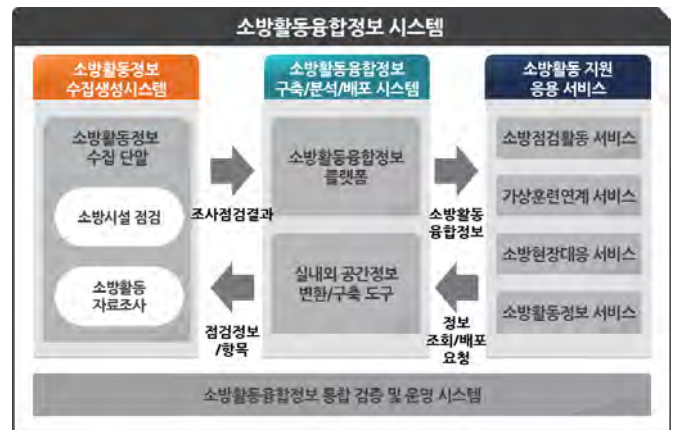 소방활동융합정보 시스템
소방활동정보
수집생성시스템
소방활동정보
수집 단말
소방시설 점검
소방활동
자료조사
조사점검결과
점검정보
/항목
소방활동융합정보
구축/분석/배포 시스템
소방활동융합정보
플랫폼
실내외 공간정보
변환/구축 도구
소방활동
융합정보
정보
조회/배포
요청
소방활동 지원
응용 서비스
소방점검활동 서비스
가상훈련연계 서비스
소방현장대응 서비스
소방활동정보 서비스
소방활동융합정보 통합 검증 및 운영 시스템